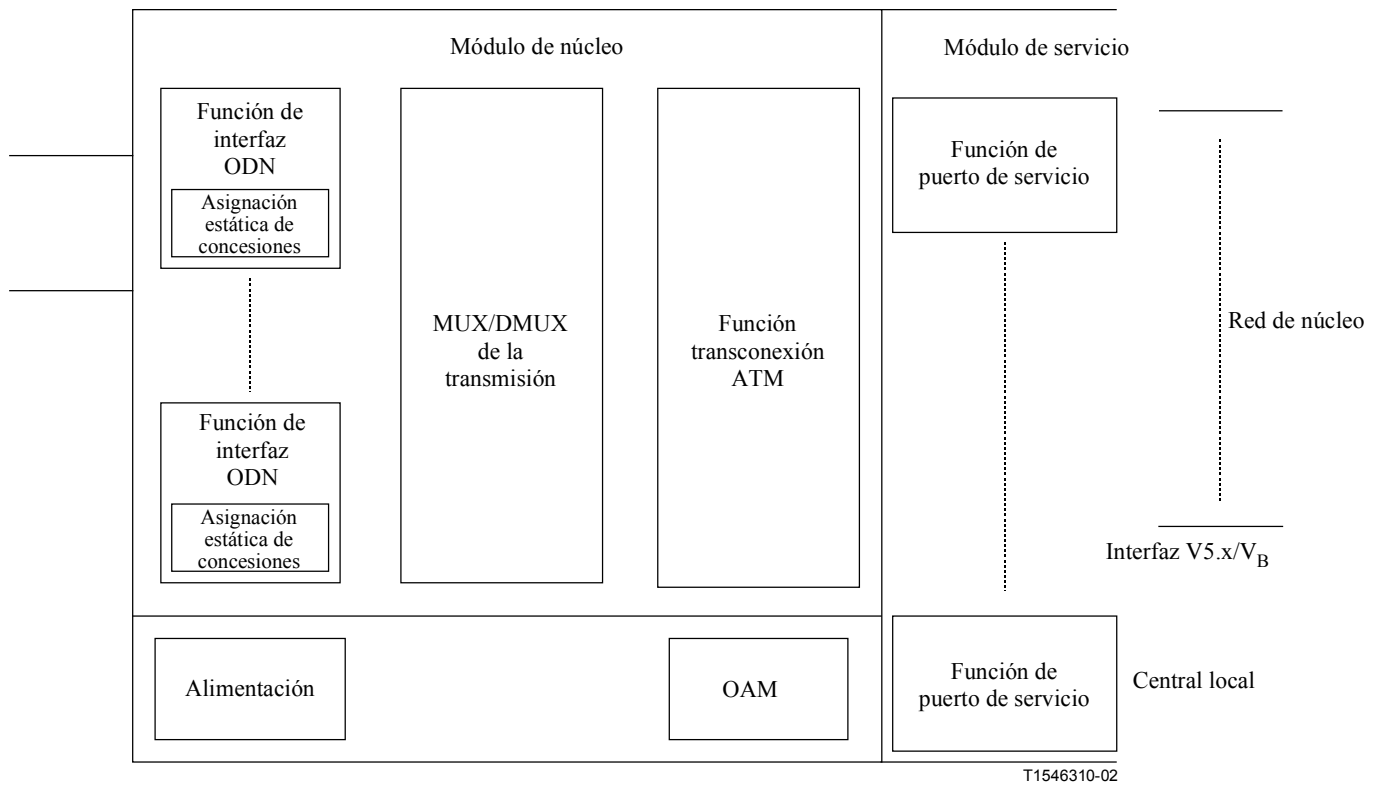 Módulo de núcleo
Módulo de servicio
Función de
interfaz
ODN
Asignación
estática de
concesiones
MUX/DMUX
de la
transmisión
Función
transconexión
ATM
Función de
puerto de servicio
Red de núcleo
Función de
interfaz
ODN
Asignación
estática de
concesiones
Interfaz V5.x/V_B
Alimentación
OAM
Función de
puerto de servicio
Central local
T1546310-02